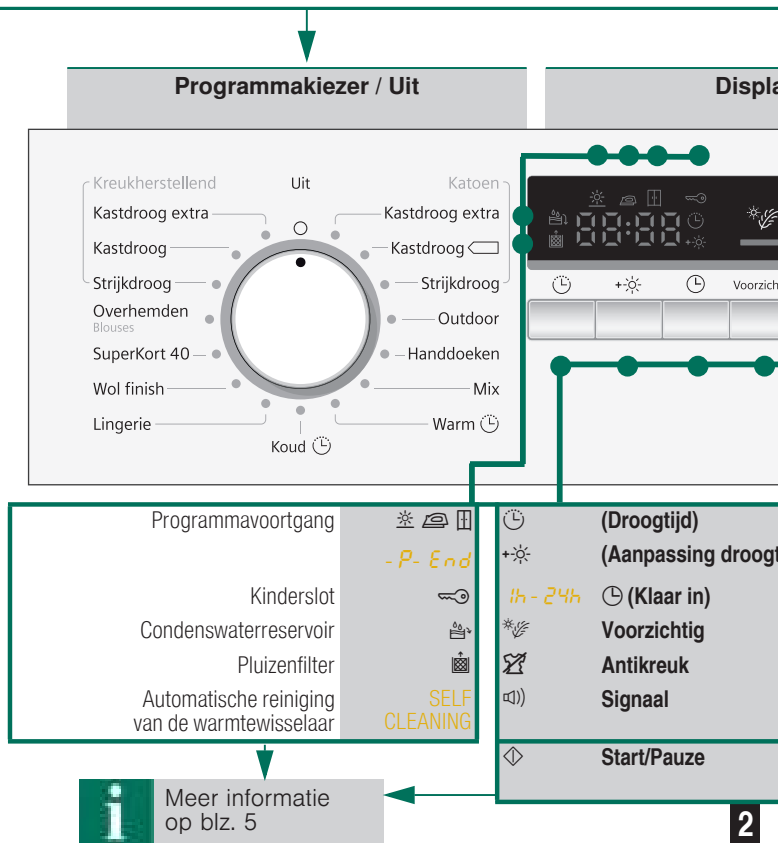 Programmakiezer / Uit
Displa
Kreukherstellend
Kastdroog extra
Kastdroog
Strijkdroog
Overhemden
Blouses
SuperKort 40
Wol finish
Lingerie
Uit
Koud
Katoen
Kastdroog extra
Kastdroog
Strijkdroog
Outdoor
Handdoeken
Mix
Warm
88:88
Voorzich
Programmavoortgang
- P- End
Kinderslot
Condenswaterreservoir
Pluizenfilter
Automatische reiniging
van de warmtewisselaar
SELF
CLEANING
(Droogtijd)
(Aanpassing droogt
1h - 24h (Klaar in)
Voorzichtig
Antikreuk
Signaal
Start/Pauze
i
Meer informatie
op blz. 5
2